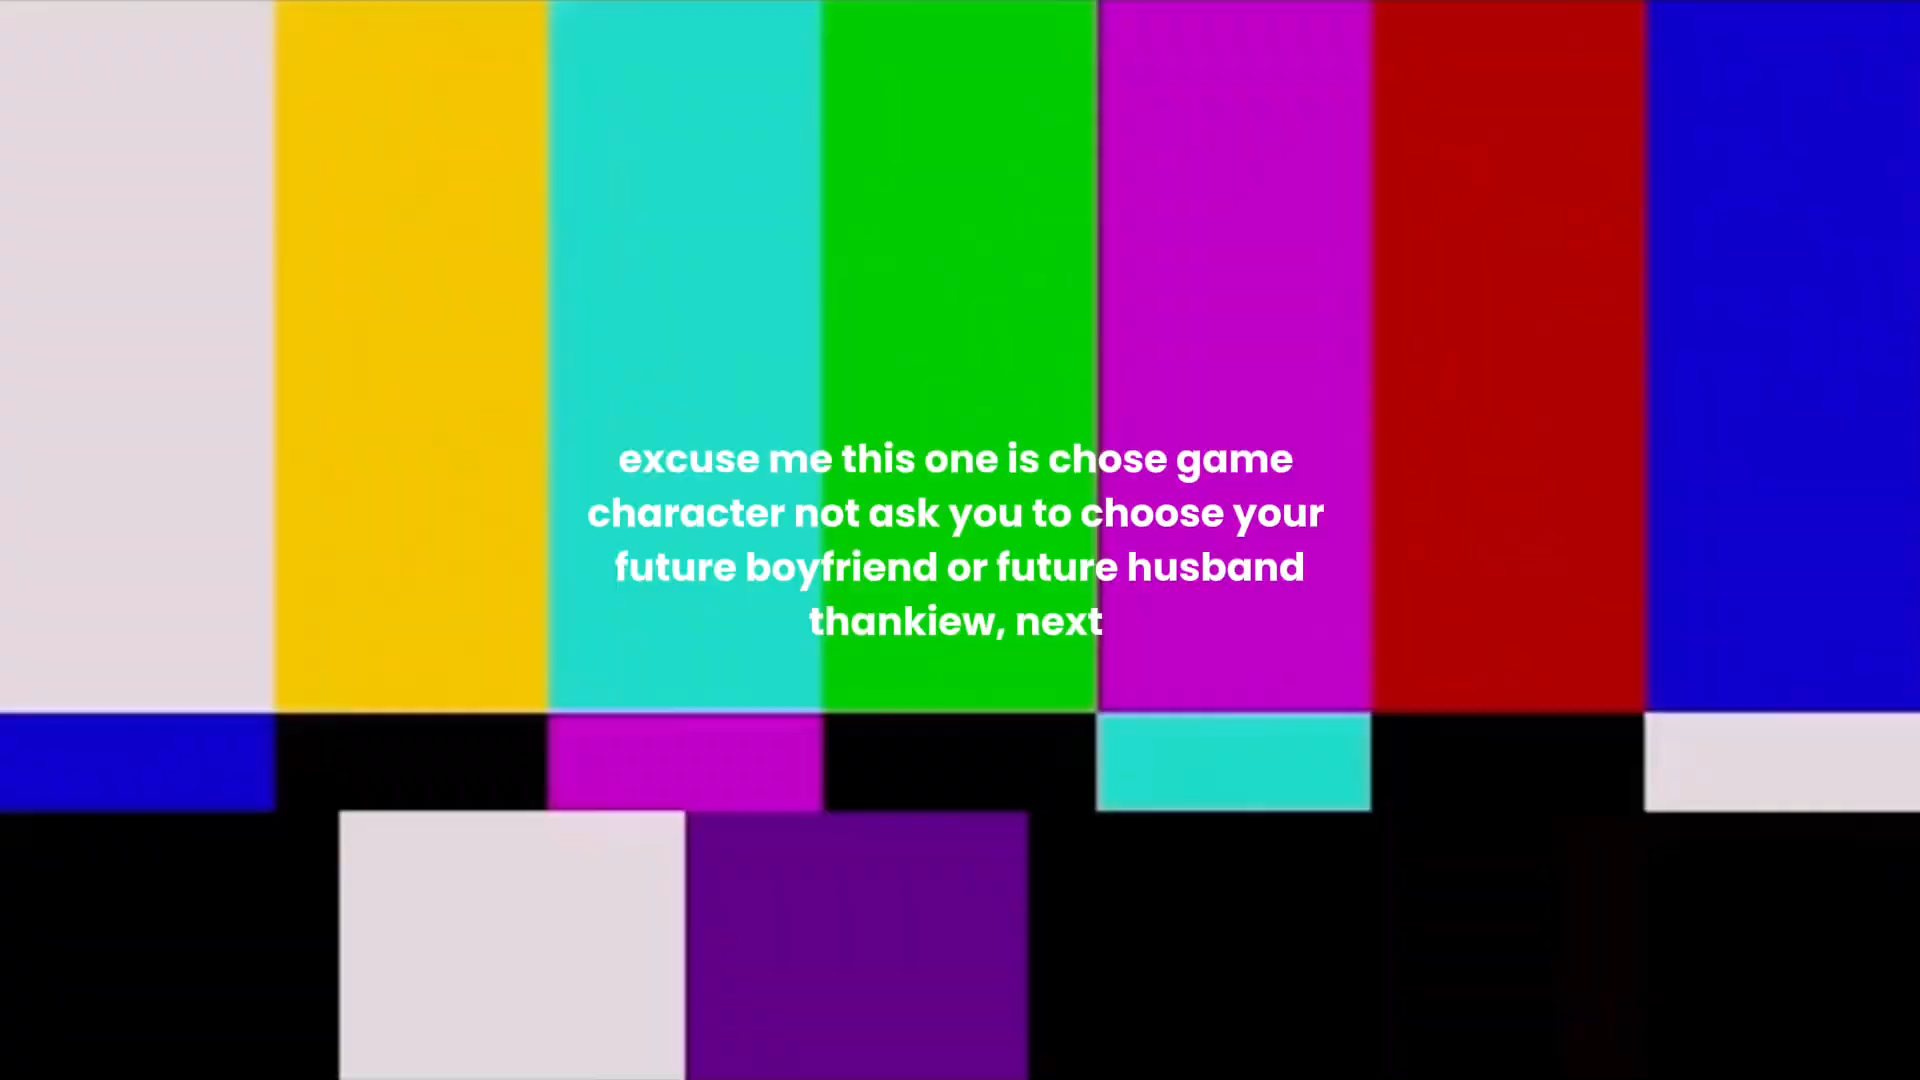 excuse me this one is chose game
character not ask you to choose your
future boyfriend or future husband
thankiew, next